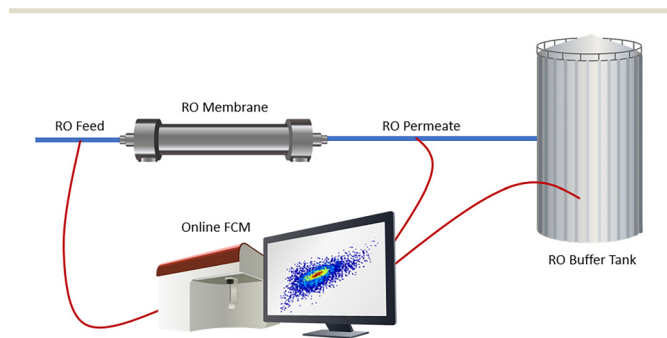 RO Membrane
RO Feed
RO Permeate
Online FCM
RO Buffer Tank